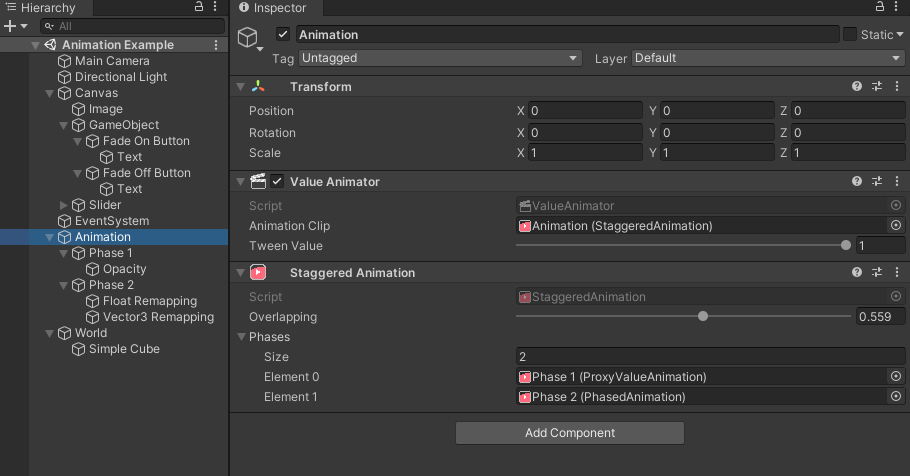 Hierarchy
All
Animation Example
Main Camera
Directional Light
Canvas
Image
GameObject
Fade On Button
Text
Fade Off Button
Text
Slider
EventSystem
Animation
Phase 1
Opacity
Phase 2
Float Remapping
Vector3 Remapping
World
Simple Cube
Inspector
Animation
Static
Tag Untagged Layer Default
Transform
Position X 0 Y 0 Z 0
Rotation X 0 Y 0 Z 0
Scale X 1 Y 1 Z 1
Value Animator
Script ValueAnimator
Animation Clip Animation (StaggeredAnimation)
Tween Value 1
Staggered Animation
Script StaggeredAnimation
Overlapping 0.559
Phases
Size 2
Element 0 Phase 1 (ProxyValueAnimation)
Element 1 Phase 2 (PhasedAnimation)
Add Component